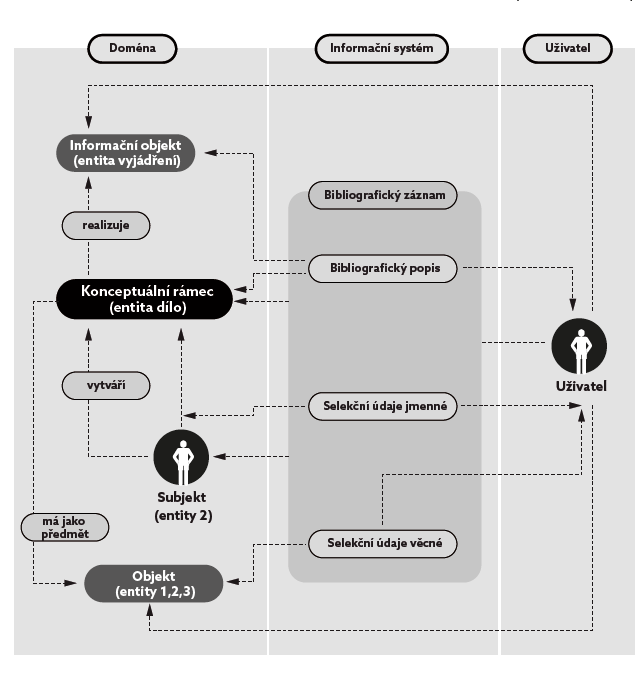 Doména
Informační systém
Uživatel
Informační objekt
(entita vyjádření)
Bibliografický záznam
realizuje
Bibliografický popis
Konceptuální rámec
(entita dílo)
Uživatel
vytváří
Selekční údaje jmenné
Subjekt
(entity 2)
má jako
předmět
Selekční údaje věcné
Objekt
(entity 1,2,3)